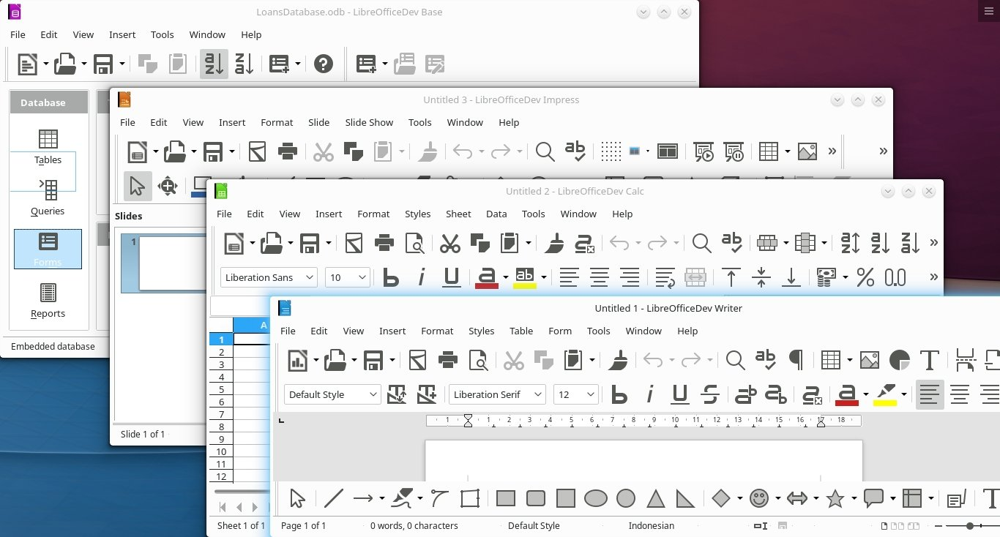 LoansDatabase.odb - LibreOfficeDev Base
File Edit View Insert Tools Window Help
Database
Tables
Queries
Forms
Reports
Embedded database
Untitled 3 - LibreOfficeDev Impress
File Edit View Insert Format Slide Slide Show Tools Window Help
Slides
1
Slide 1 of 1
Untitled 2 - LibreOfficeDev Calc
File Edit View Insert Format Styles Sheet Data Tools Window Help
Liberation Sans 10
A
1
2
3
4
5
6
7
8
9
10
11
12
Sheet 1 of 1
Untitled 1 - LibreOfficeDev Writer
File Edit View Insert Format Styles Table Form Tools Window Help
Default Style Liberation Serif 12
1 1 2 3 4 5 6 7 8 9 10 11 12 13 14 15 16 17 18
Page 1 of 1 0 words, 0 characters Default Style Indonesian